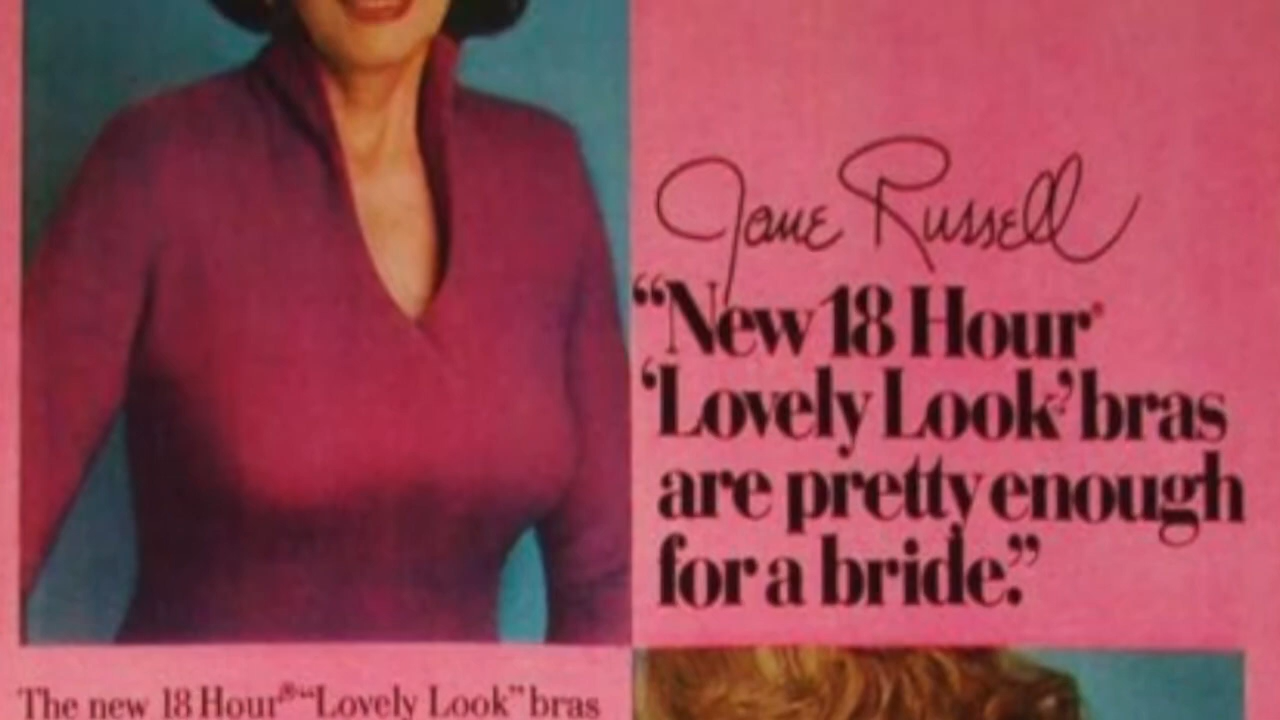 Jane Russell
“New 18 Hour®
‘Lovely Look’ bras
are pretty enough
for a bride.”
The new 18 Hour® “Lovely Look” bras